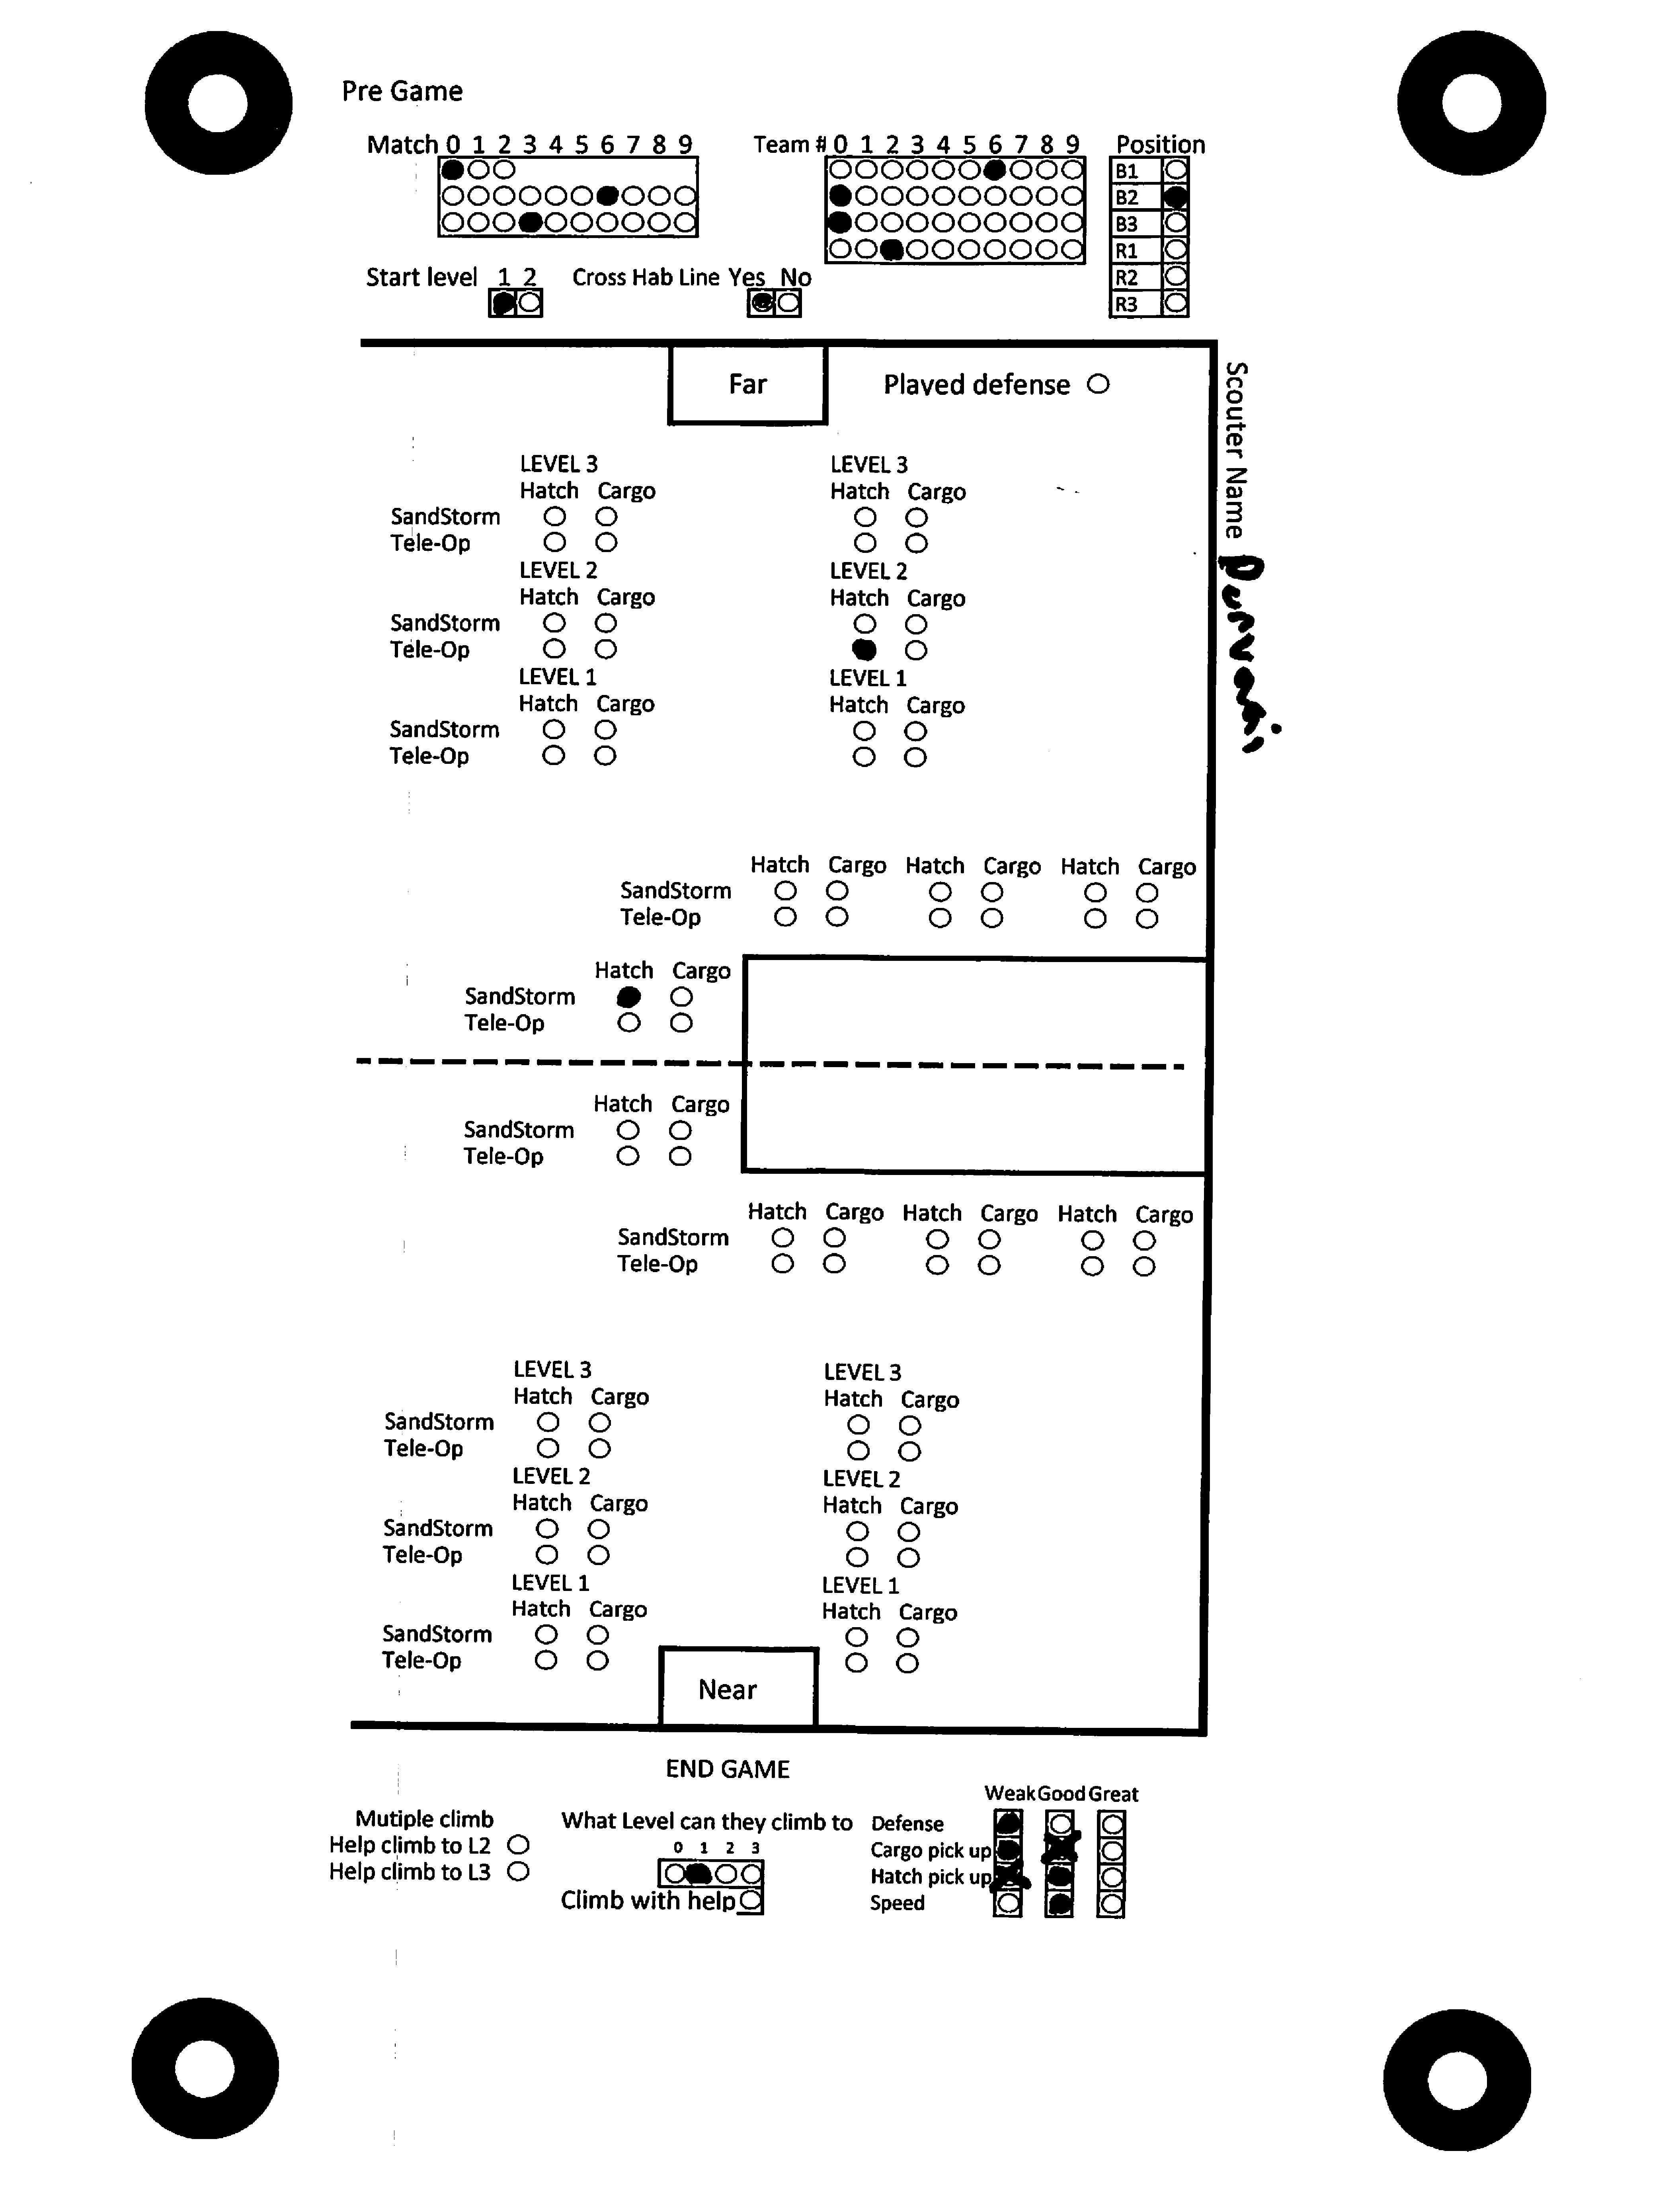 Pre Game
Match 0 1 2 3 4 5 6 7 8 9
Team # 0 1 2 3 4 5 6 7 8 9
Position
B1
B2
B3
R1
R2
R3
Start level 1 2
Cross Hab Line Yes No
Far
Played defense
Scouter Name
LEVEL 3 LEVEL 3
Hatch Cargo Hatch Cargo
SandStorm
Tele-Op
LEVEL 2 LEVEL 2
Hatch Cargo Hatch Cargo
SandStorm
Tele-Op
LEVEL 1 LEVEL 1
Hatch Cargo Hatch Cargo
SandStorm
Tele-Op
Hatch Cargo Hatch Cargo Hatch Cargo
SandStorm
Tele-Op
Hatch Cargo
SandStorm
Tele-Op
Hatch Cargo
SandStorm
Tele-Op
Hatch Cargo Hatch Cargo Hatch Cargo
SandStorm
Tele-Op
LEVEL 3 LEVEL 3
Hatch Cargo Hatch Cargo
SandStorm
Tele-Op
LEVEL 2 LEVEL 2
Hatch Cargo Hatch Cargo
SandStorm
Tele-Op
LEVEL 1 LEVEL 1
Hatch Cargo Hatch Cargo
SandStorm
Tele-Op
Near
END GAME
Mutiple climb
Help climb to L2
Help climb to L3
What Level can they climb to
0 1 2 3
Climb with help
Weak Good Great
Defense
Cargo pick up
Hatch pick up
Speed